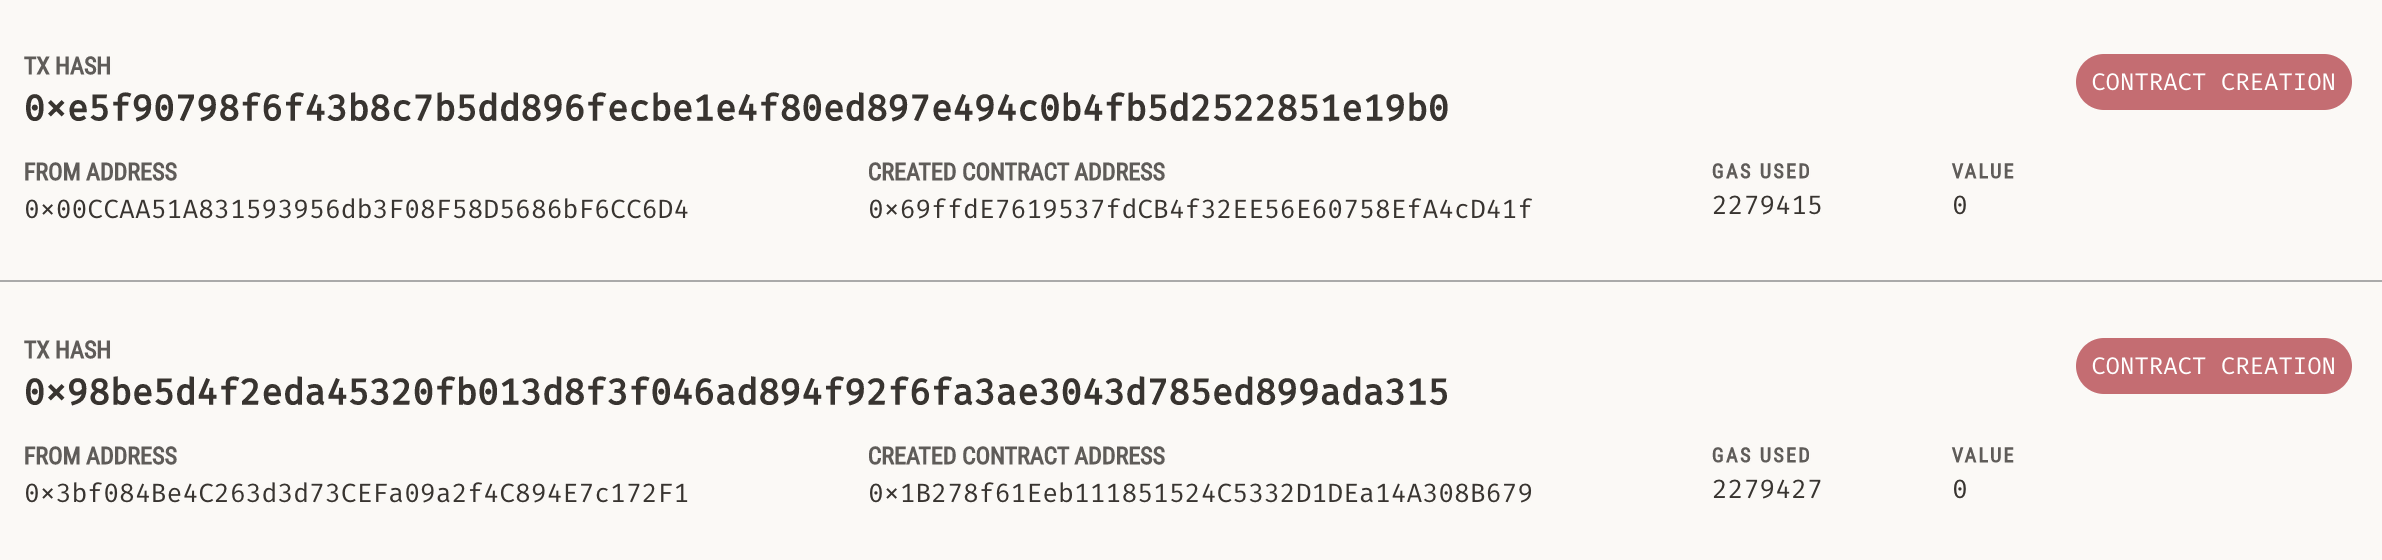 TX HASH
CONTRACT CREATION
0×e5f90798f6f43b8c7b5dd896fecbe1e4f80ed897e494c0b4fb5d2522851e19b0
FROM ADDRESS
CREATED CONTRACT ADDRESS
GAS USED
VALUE
0×00CCAA51A831593956db3F08F58D5686bF6CC6D4
0×69ffdE7619537fdCB4f32EE56E60758EfA4cD41f
2279415
0
TX HASH
CONTRACT CREATION
0×98be5d4f2eda45320fb013d8f3f046ad894f92f6fa3ae3043d785ed899ada315
FROM ADDRESS
CREATED CONTRACT ADDRESS
GAS USED
VALUE
0×3bf084Be4C263d3d73CEFa09a2f4C894E7c172F1
0×1B278f61Eeb111851524C5332D1DEa14A308B679
2279427
0